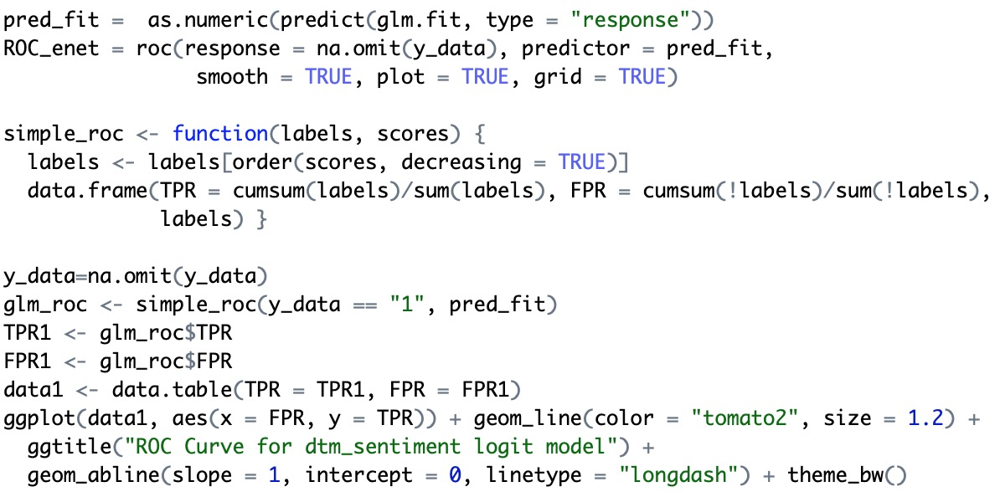 pred_fit =  as.numeric(predict(glm.fit, type = "response"))
ROC_enet = roc(response = na.omit(y_data), predictor = pred_fit,
               smooth = TRUE, plot = TRUE, grid = TRUE)

simple_roc <- function(labels, scores) {
  labels <- labels[order(scores, decreasing = TRUE)]
  data.frame(TPR = cumsum(labels)/sum(labels), FPR = cumsum(!labels)/sum(!labels),
             labels) }

y_data=na.omit(y_data)
glm_roc <- simple_roc(y_data == "1", pred_fit)
TPR1 <- glm_roc$TPR
FPR1 <- glm_roc$FPR
data1 <- data.table(TPR = TPR1, FPR = FPR1)
ggplot(data1, aes(x = FPR, y = TPR)) + geom_line(color = "tomato2", size = 1.2) +
  ggtitle("ROC Curve for dtm_sentiment logit model") +
  geom_abline(slope = 1, intercept = 0, linetype = "longdash") + theme_bw()